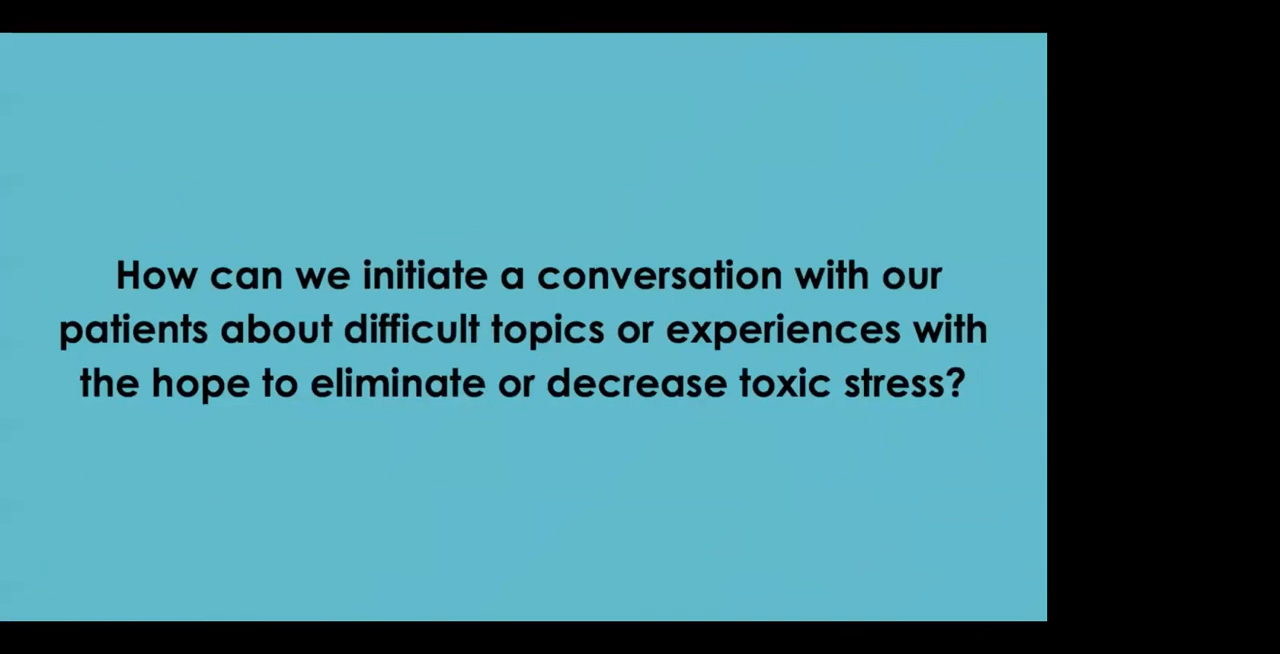 How can we initiate a conversation with our
patients about difficult topics or experiences with
the hope to eliminate or decrease toxic stress?